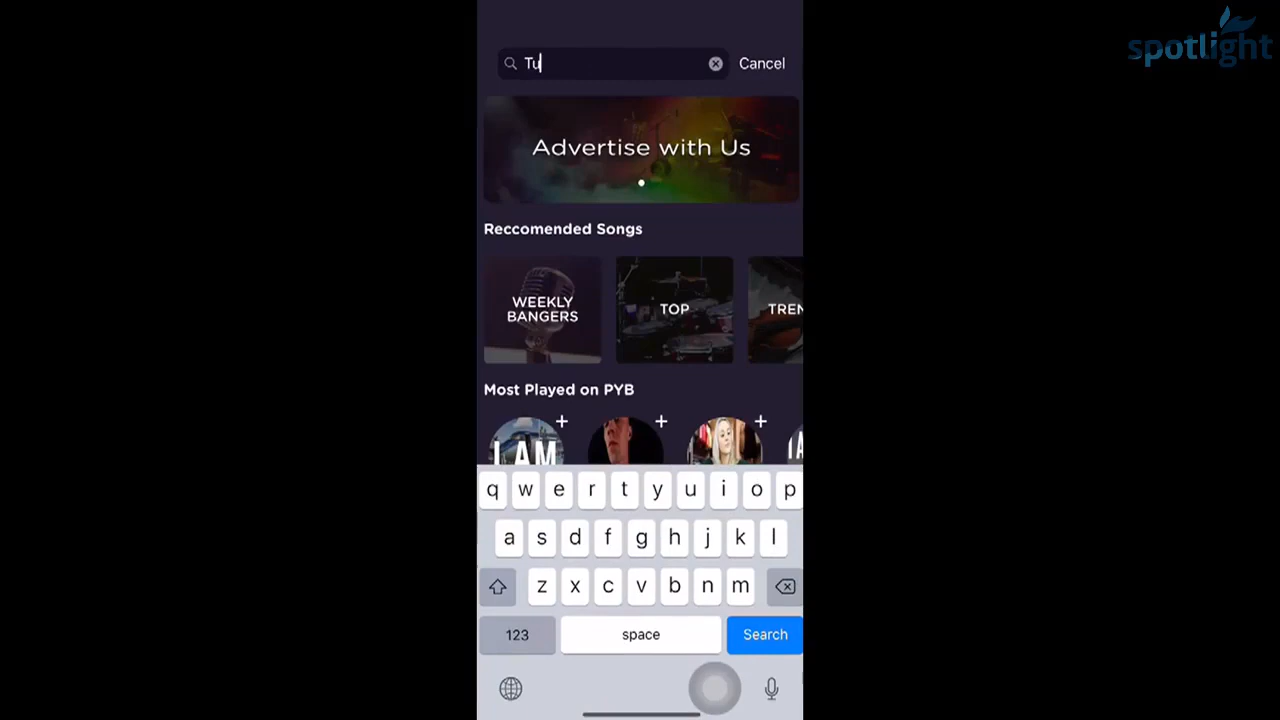 spotlight
Tu
Cancel
Advertise with Us
Reccomended Songs
WEEKLY
BANGERS
TOP
TREN
Most Played on PYB
I AM
q w e r t y u i o p
a s d f g h j k l
z x c v b n m
123 space Search